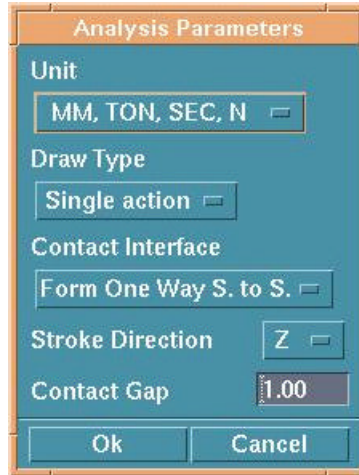 Analysis Parameters
Unit
MM, TON, SEC, N
Draw Type
Single action
Contact Interface
Form One Way S. to S.
Stroke Direction Z
Contact Gap 1.00
Ok Cancel